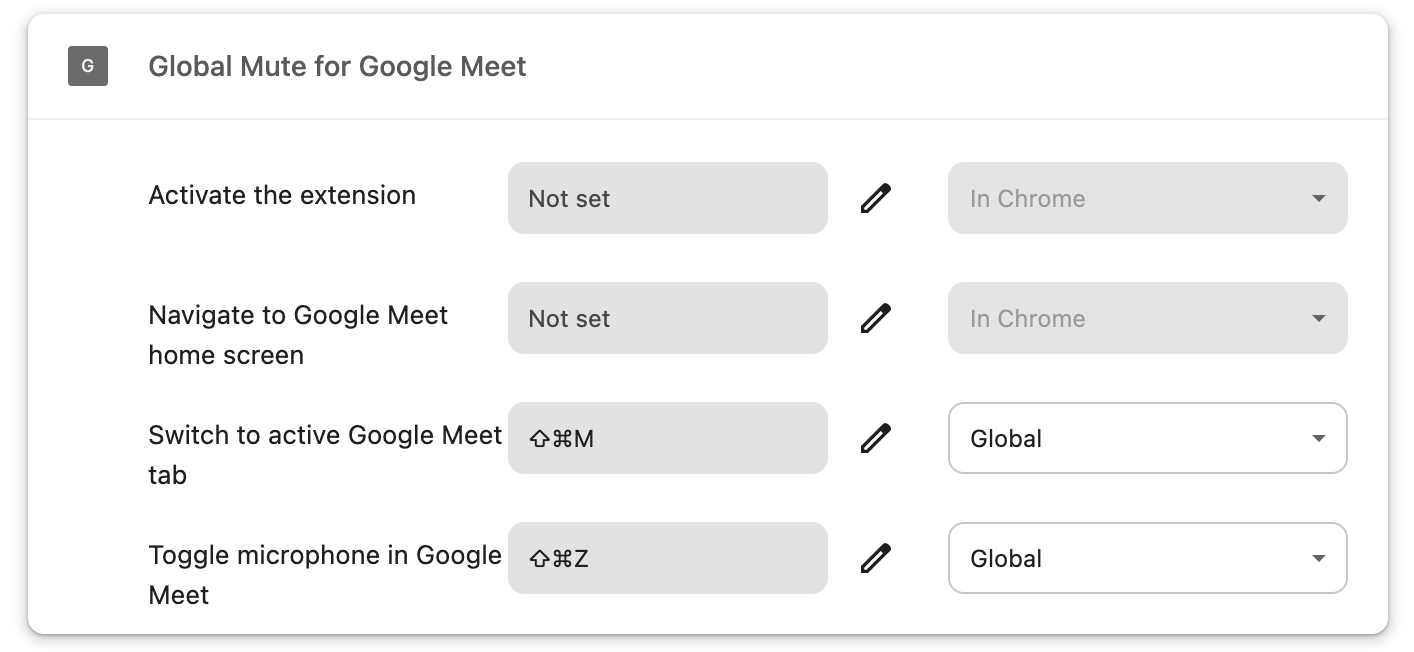 G
Global Mute for Google Meet
Activate the extension
Not set
In Chrome
Navigate to Google Meet
home screen
Not set
In Chrome
Switch to active Google Meet
tab
⇧⌘M
Global
Toggle microphone in Google
Meet
⇧⌘Z
Global